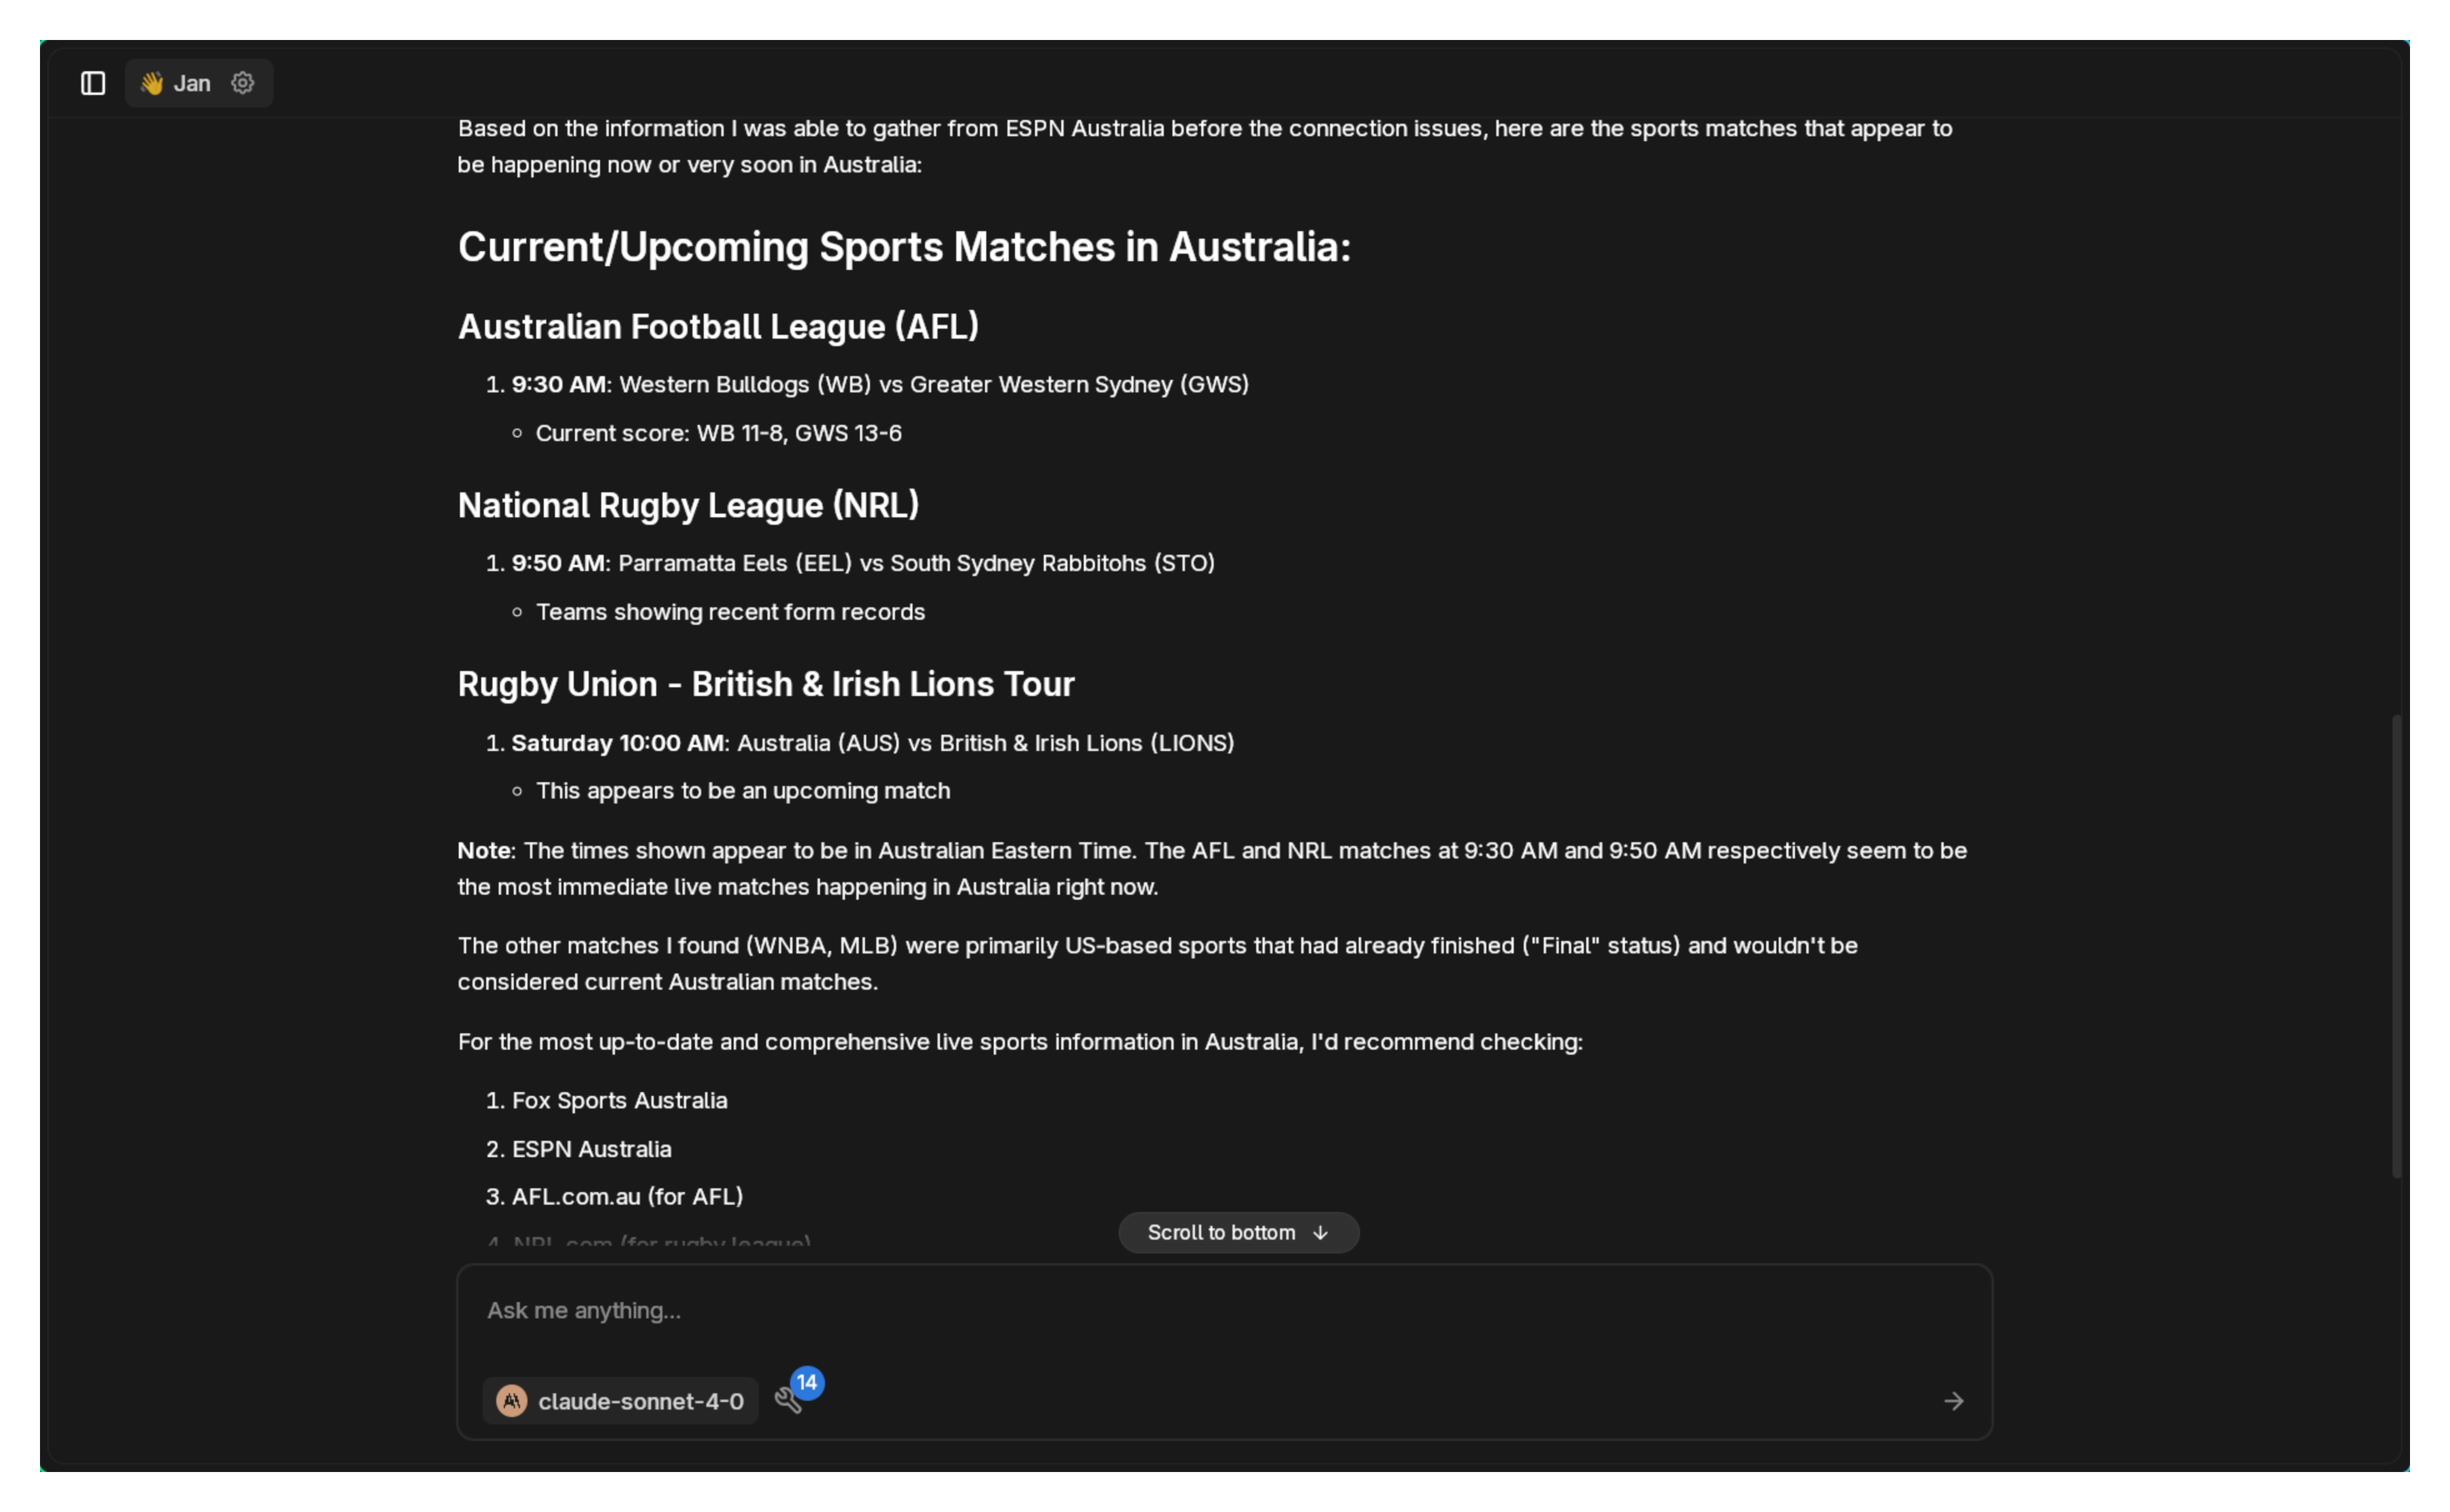 👋 Jan
Based on the information I was able to gather from ESPN Australia before the connection issues, here are the sports matches that appear to
be happening now or very soon in Australia:
Current/Upcoming Sports Matches in Australia:
Australian Football League (AFL)
1. 9:30 AM: Western Bulldogs (WB) vs Greater Western Sydney (GWS)
◦ Current score: WB 11-8, GWS 13-6
National Rugby League (NRL)
1. 9:50 AM: Parramatta Eels (EEL) vs South Sydney Rabbitohs (STO)
◦ Teams showing recent form records
Rugby Union - British & Irish Lions Tour
1. Saturday 10:00 AM: Australia (AUS) vs British & Irish Lions (LIONS)
◦ This appears to be an upcoming match
Note: The times shown appear to be in Australian Eastern Time. The AFL and NRL matches at 9:30 AM and 9:50 AM respectively seem to be
the most immediate live matches happening in Australia right now.
The other matches I found (WNBA, MLB) were primarily US-based sports that had already finished ("Final" status) and wouldn't be
considered current Australian matches.
For the most up-to-date and comprehensive live sports information in Australia, I'd recommend checking:
1. Fox Sports Australia
2. ESPN Australia
3. AFL.com.au (for AFL)
4. NRL.com (for rugby league)
Scroll to bottom ↓
Ask me anything...
claude-sonnet-4-0
14